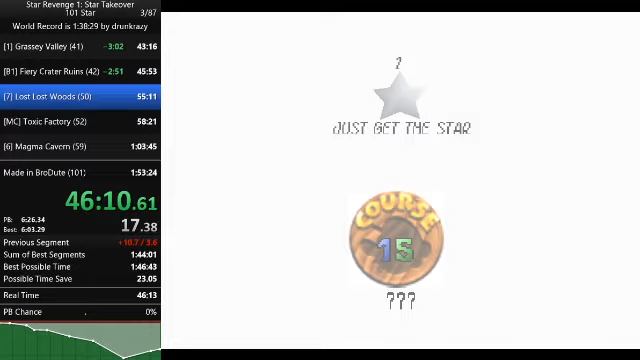 Star Revenge 1: Star Takeover
101 Star 3/87
World Record is 1:38:29 by drunkrazy
[1] Grassey Valley (41) −3:02 43:16
[B1] Fiery Crater Ruins (42) −2:51 45:53
[7] Lost Lost Woods (50) 55:11
[MC] Toxic Factory (52) 58:21
[6] Magma Cavern (59) 1:03:45
Made in BroDute (101) 1:53:24
46:10.61
PB: 6:26.34
Best: 6:03.29
17.38
Previous Segment +10.7 / 3.6
Sum of Best Segments 1:44:01
Best Possible Time 1:46:43
Possible Time Save 23.05
Real Time 46:13
PB Chance . 0%
?
JUST GET THE STAR
COURSE
15
???